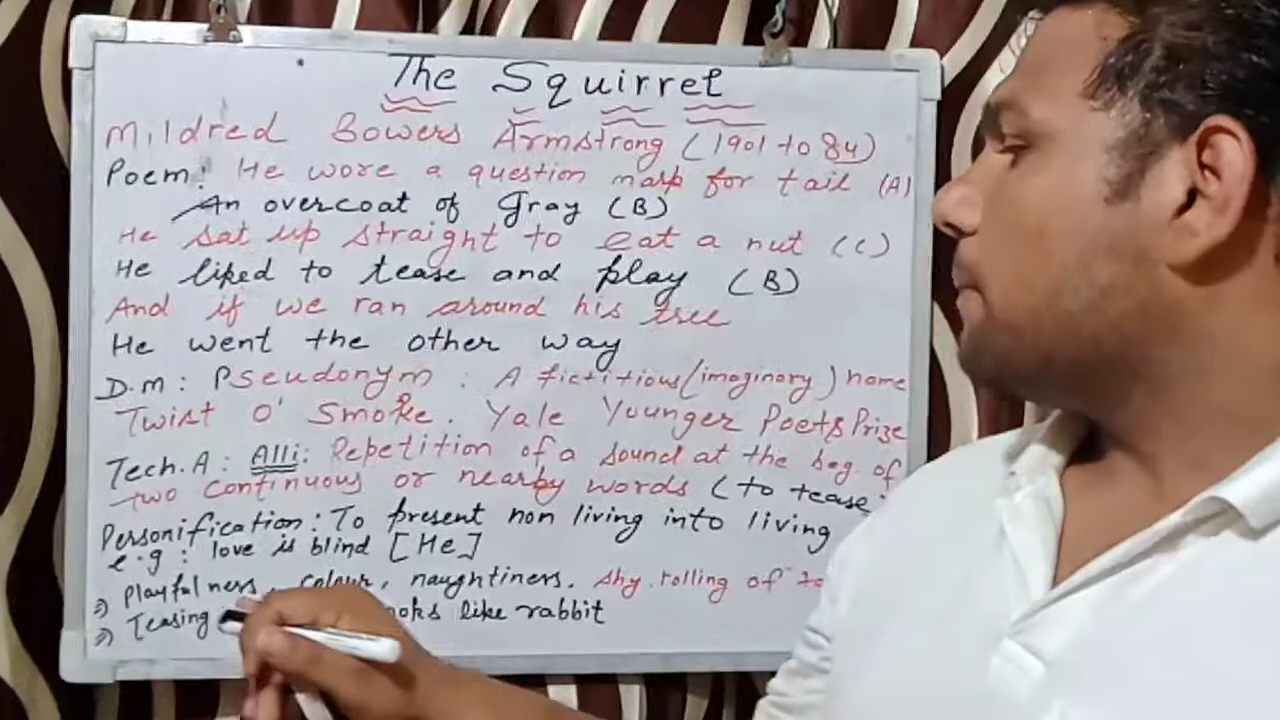 The Squirrel
Mildred Bowers Armstrong (1901 to 84)
Poem: He wore a question mark for tail (A)
An overcoat of Gray (B)
He sat up straight to eat a nut (C)
He liked to tease and play (B)
And if we ran around his tree
He went the other way
D.m: Pseudonym: A fictitious(imaginary) name
Twist O' Smoke. Yale Younger Poets Prize
Tech.A: Alli: Repetition of a sound at the beg. of
two continuous or nearby words (to tease
Personification: To present non living into living
e.g: love is blind [He]
⇒ Playfulness, colour, naughtiness. shy. rolling of
⇒ Teasing like rabbit